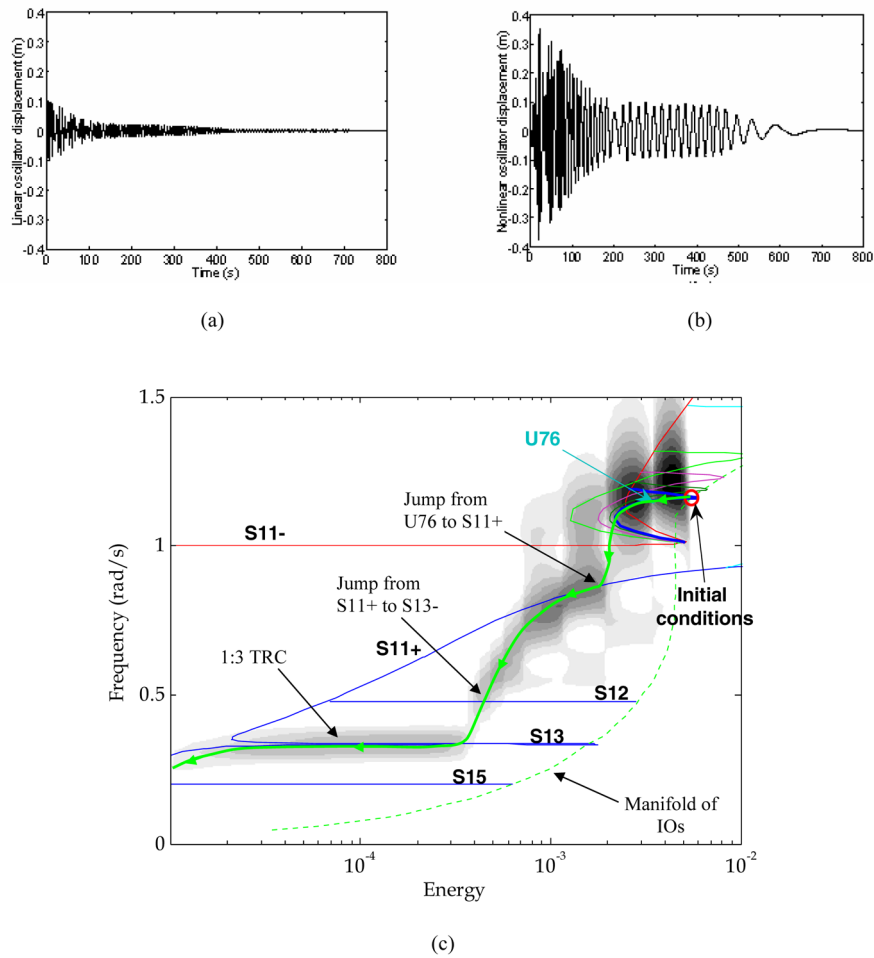 0.4
0.3
0.2
0.1
0
-0.1
-0.2
-0.3
-0.4
0
100
200
300
400
500
600
700
800
Linear oscillator displacement (m)
Time (s)
(a)
0.4
0.3
0.2
0.1
0
-0.1
-0.2
-0.3
-0.4
0
100
200
300
400
500
600
700
800
Nonlinear oscillator displacement (m)
Time (s)
(b)
1.5
1
0.5
0
Frequency (rad/s)
U76
Jump from
U76 to S11+
S11-
Jump from
S11+ to S13-
Initial
conditions
1:3 TRC
S11+
S12
S13
S15
Manifold of
IOs
10-4
10-3
10-2
Energy
(c)